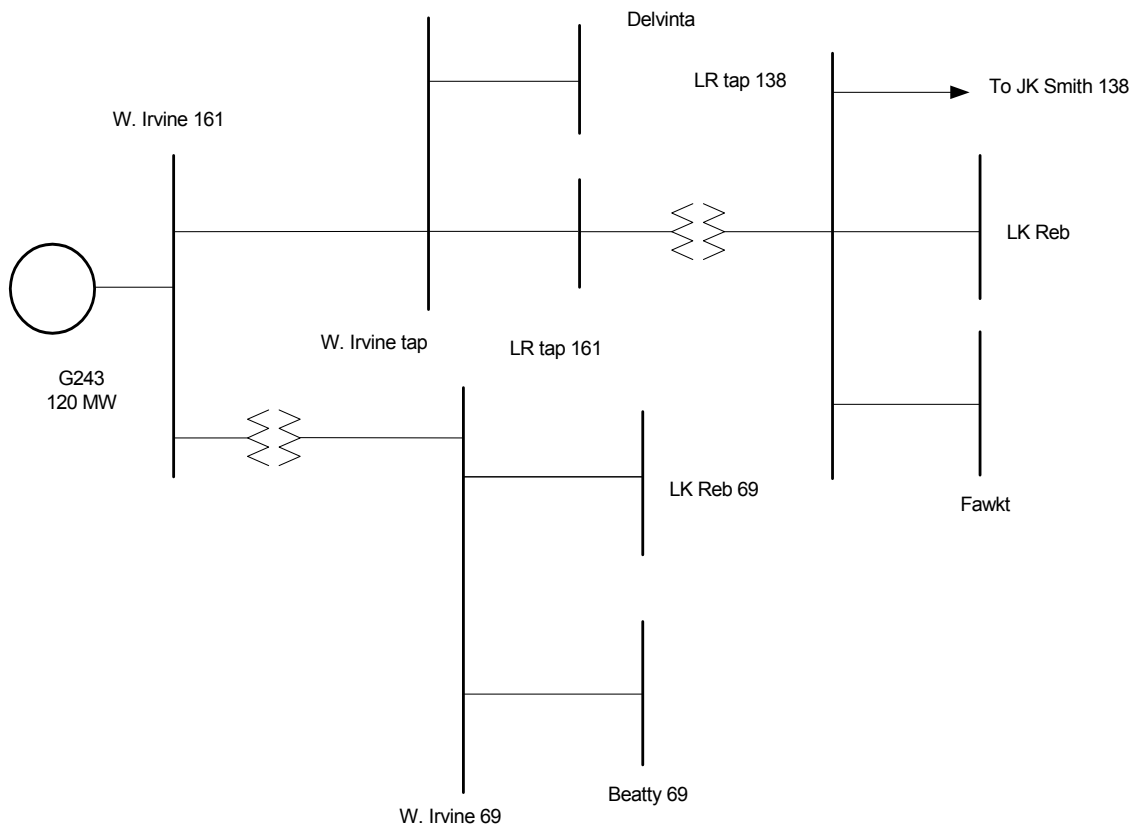 Delvinta
LR tap 138
To JK Smith 138
W. Irvine 161
LK Reb
W. Irvine tap
LR tap 161
G243
120 MW
LK Reb 69
Fawkt
Beatty 69
W. Irvine 69